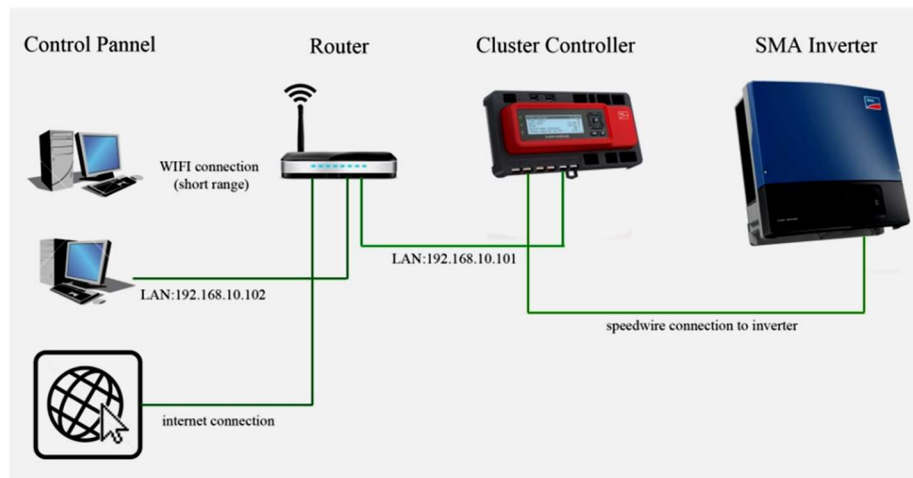 Control Pannel
Router
Cluster Controller
SMA Inverter
WIFI connection
(short range)
LAN:192.168.10.101
LAN:192.168.10.102
speedwire connection to inverter
internet connection